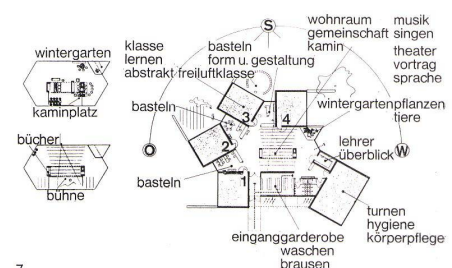 wintergarten
kaminplatz
bücher
bühne
klasse
lernen
abstrakt
basteln
form u. gestaltung
freiluftklasse
S
wohnraum
gemeinschaft
kamin
musik
singen
theater
vortrag
sprache
basteln
3
4
wintergarten
pflanzen
tiere
2
O
W
lehrer
überblick
basteln
1
eingang
garderobe
waschen
brausen
turnen
hygiene
körperpflege